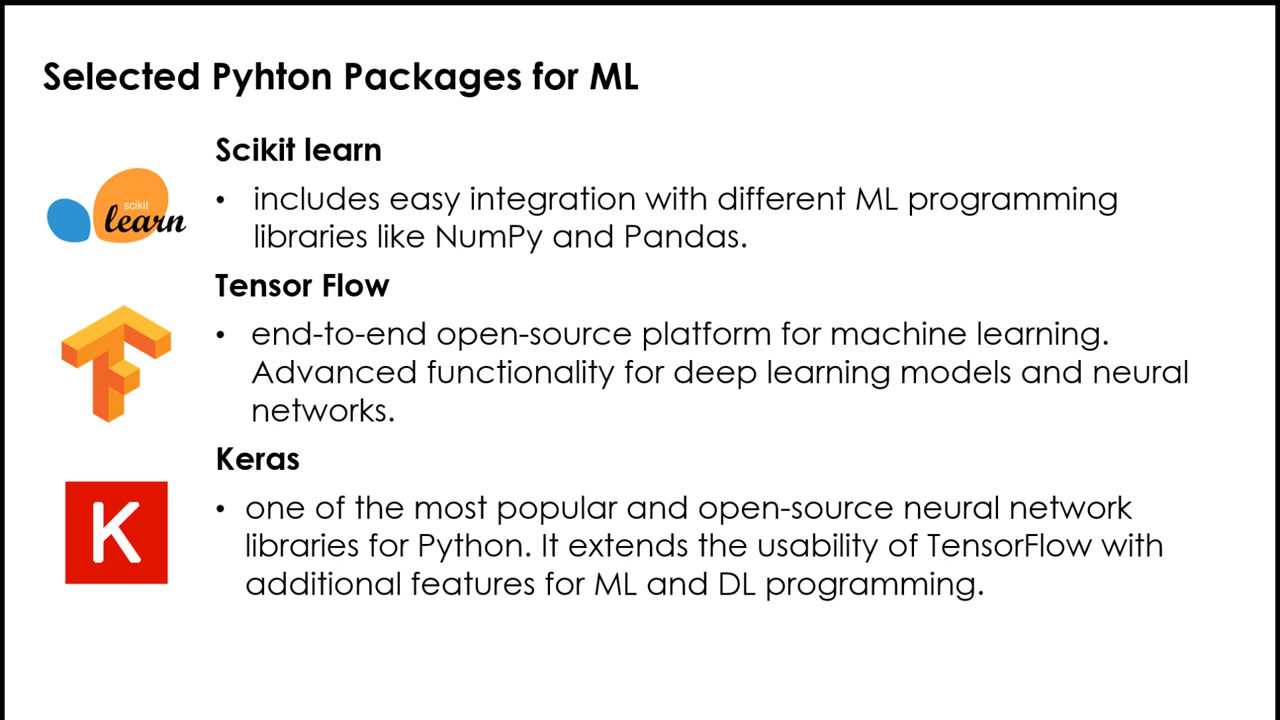 Selected Pyhton Packages for ML
Scikit learn
scikit
learn
• includes easy integration with different ML programming
libraries like NumPy and Pandas.
Tensor Flow
• end-to-end open-source platform for machine learning.
Advanced functionality for deep learning models and neural
networks.
Keras
K
• one of the most popular and open-source neural network
libraries for Python. It extends the usability of TensorFlow with
additional features for ML and DL programming.